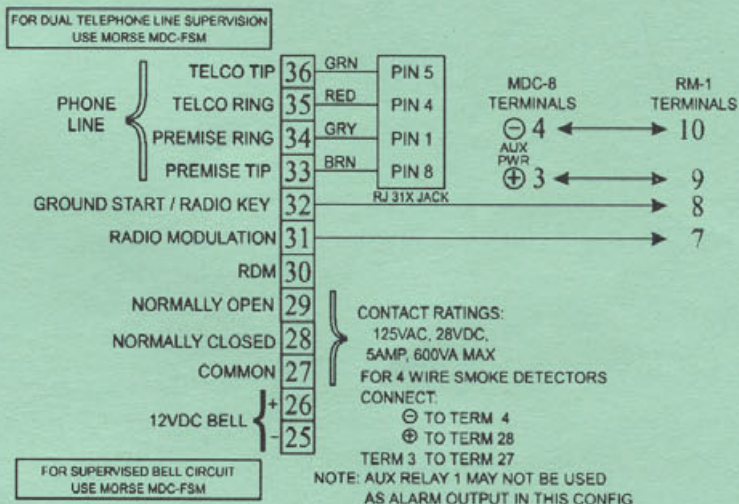 FOR DUAL TELEPHONE LINE SUPERVISION
USE MORSE MDC-FSM
PHONE
LINE
TELCO TIP 36 GRN PIN 5
TELCO RING 35 RED PIN 4
PREMISE RING 34 GRY PIN 1
PREMISE TIP 33 BRN PIN 8
RJ 31X JACK
MDC-8
TERMINALS
RM-1
TERMINALS
⊖ 4 10
AUX
PWR
⊕ 3 9
GROUND START / RADIO KEY 32 8
RADIO MODULATION 31 7
RDM 30
NORMALLY OPEN 29
NORMALLY CLOSED 28
COMMON 27
12VDC BELL
+ 26
- 25
CONTACT RATINGS:
125VAC, 28VDC,
5AMP, 600VA MAX
FOR 4 WIRE SMOKE DETECTORS
CONNECT:
⊖ TO TERM 4
⊕ TO TERM 28
TERM 3 TO TERM 27
NOTE: AUX RELAY 1 MAY NOT BE USED
AS ALARM OUTPUT IN THIS CONFIG
FOR SUPERVISED BELL CIRCUIT
USE MORSE MDC-FSM